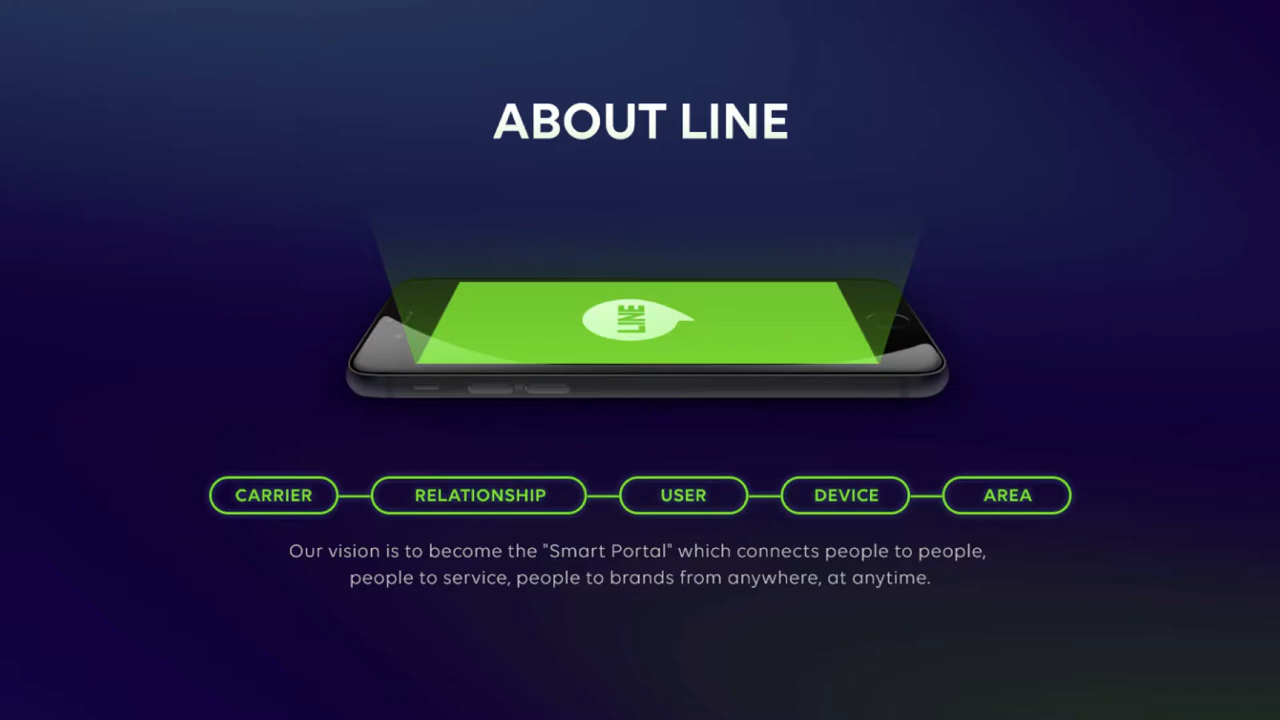 ABOUT LINE
LINE
CARRIER RELATIONSHIP USER DEVICE AREA
Our vision is to become the "Smart Portal" which connects people to people,
people to service, people to brands from anywhere, at anytime.